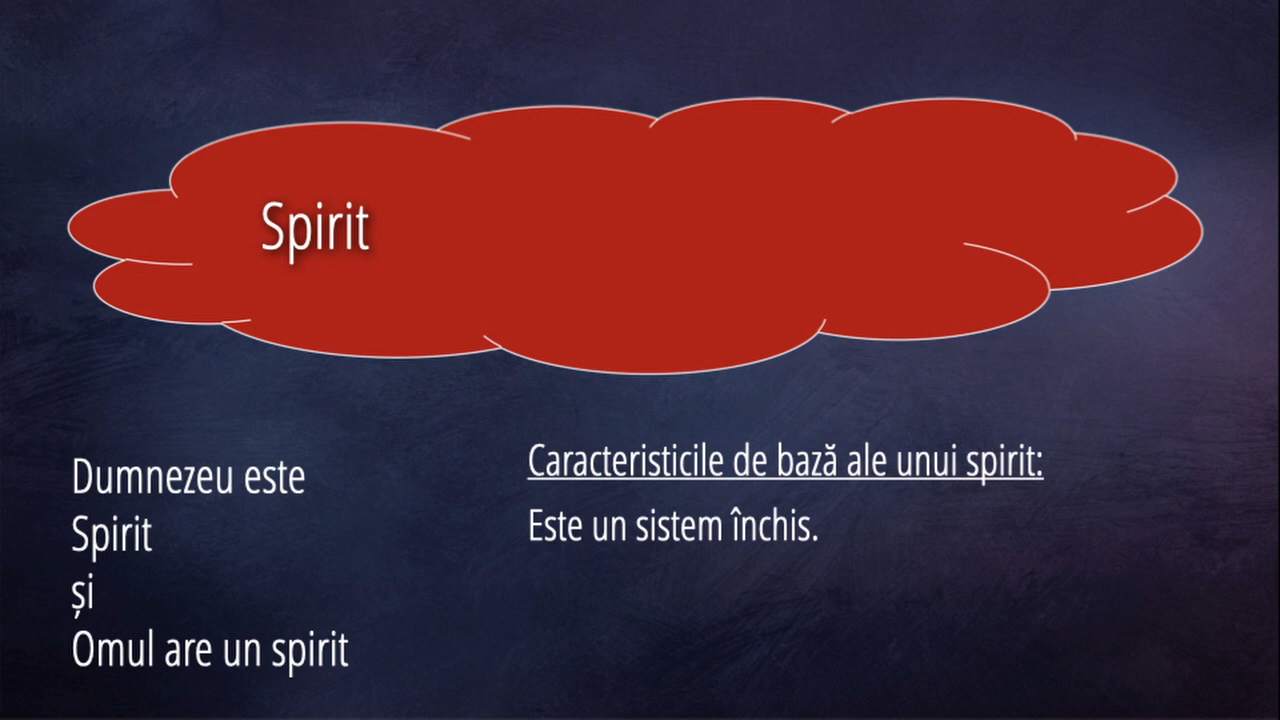 Spirit
Dumnezeu este
Spirit
și
Omul are un spirit
Caracteristicile de bază ale unui spirit:
Este un sistem închis.